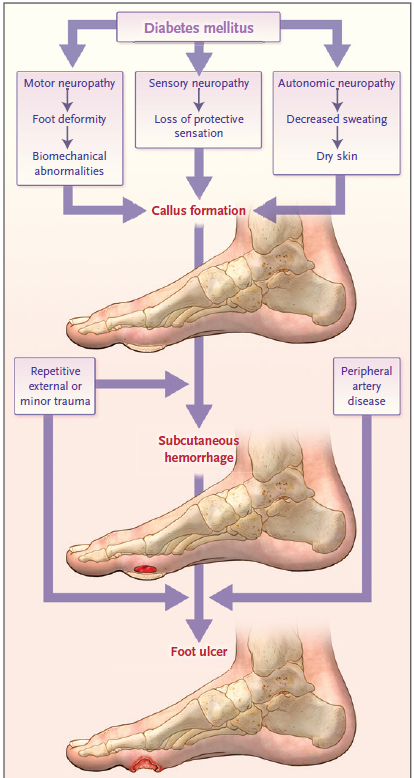 Diabetes mellitus
Motor neuropathy
Foot deformity
Biomechanical
abnormalities
Sensory neuropathy
Loss of protective
sensation
Autonomic neuropathy
Decreased sweating
Dry skin
Callus formation
Repetitive
external or
minor trauma
Peripheral
artery
disease
Subcutaneous
hemorrhage
Foot ulcer